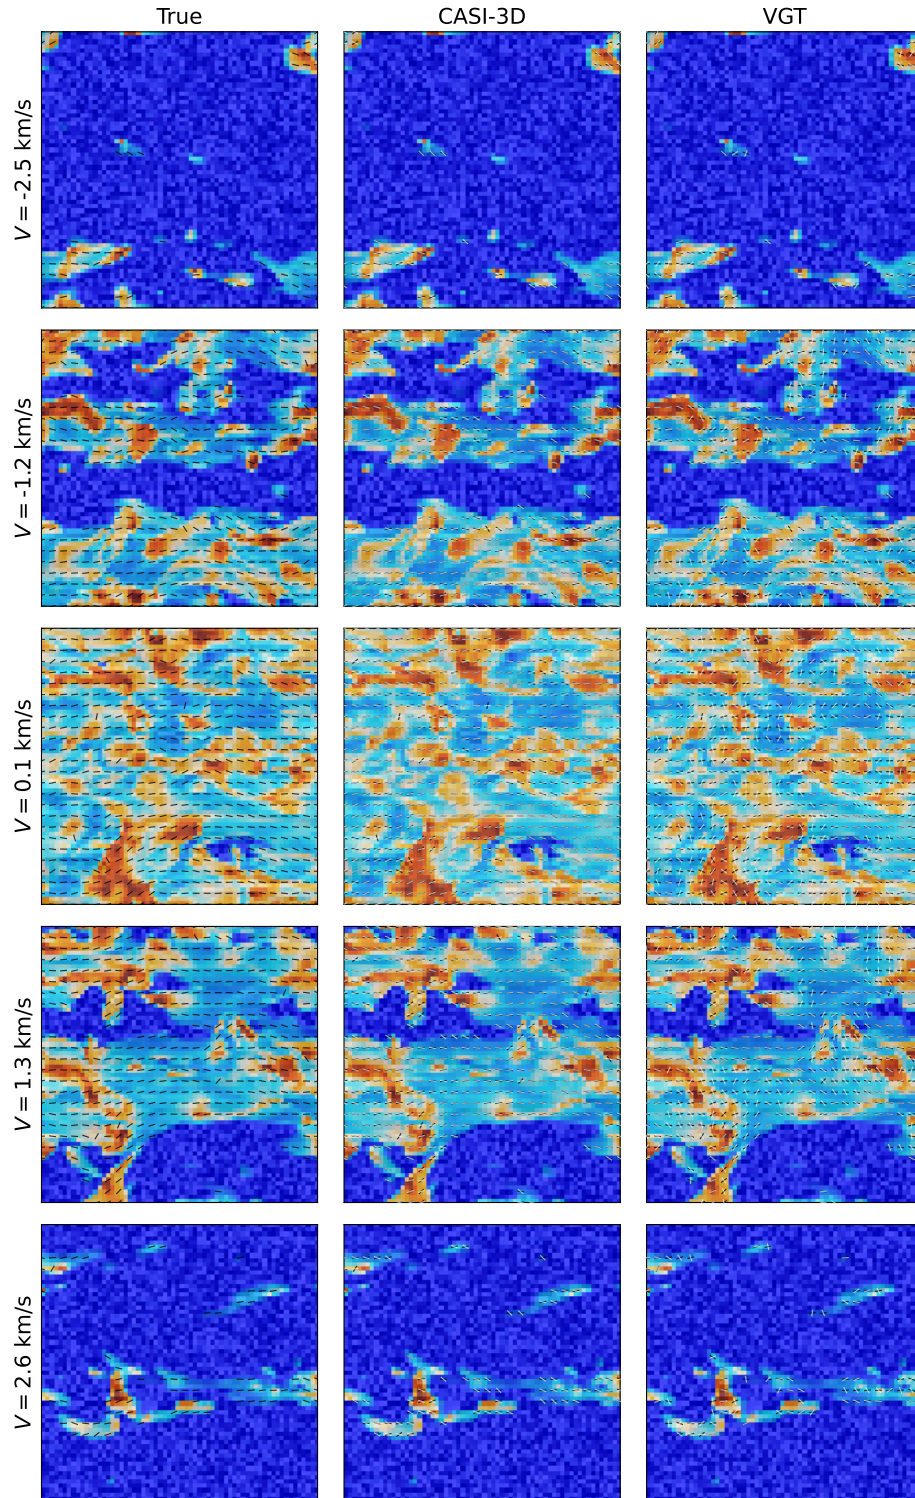 True CASI-3D VGT
V = -2.5 km/s
V = -1.2 km/s
V = 0.1 km/s
V = 1.3 km/s
V = 2.6 km/s